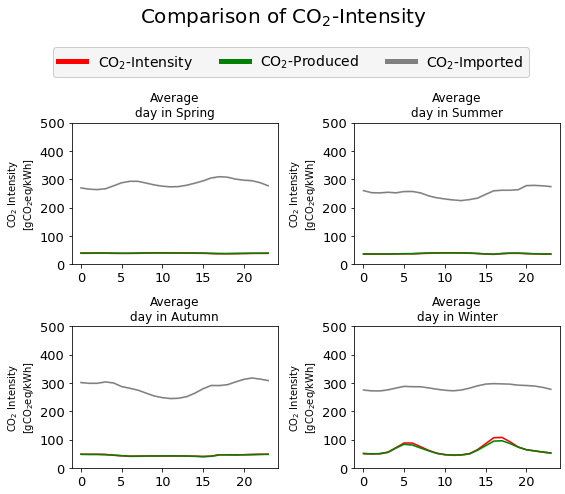 Comparison of CO₂-Intensity
CO₂-Intensity CO₂-Produced CO₂-Imported
Average
day in Spring
CO₂ Intensity
[gCO₂eq/kWh]
500
400
300
200
100
0
0 5 10 15 20
Average
day in Summer
CO₂ Intensity
[gCO₂eq/kWh]
500
400
300
200
100
0
0 5 10 15 20
Average
day in Autumn
CO₂ Intensity
[gCO₂eq/kWh]
500
400
300
200
100
0
0 5 10 15 20
Average
day in Winter
CO₂ Intensity
[gCO₂eq/kWh]
500
400
300
200
100
0
0 5 10 15 20